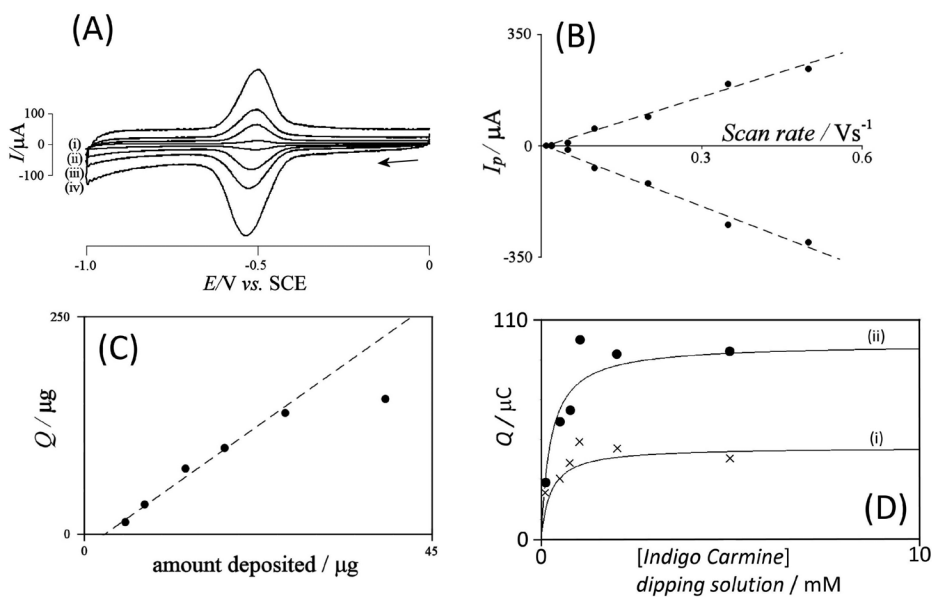 (A)
I/µA
100
0
-100
(i)
(ii)
(iii)
(iv)
-1.0
-0.5
0
E/V vs. SCE
(B)
350
0
-350
I_p / µA
Scan rate / Vs⁻¹
0.3
0.6
(C)
250
0
Q / µg
0
45
amount deposited / µg
110
0
Q / µC
(ii)
(i)
(D)
0
10
[Indigo Carmine]
dipping solution / mM